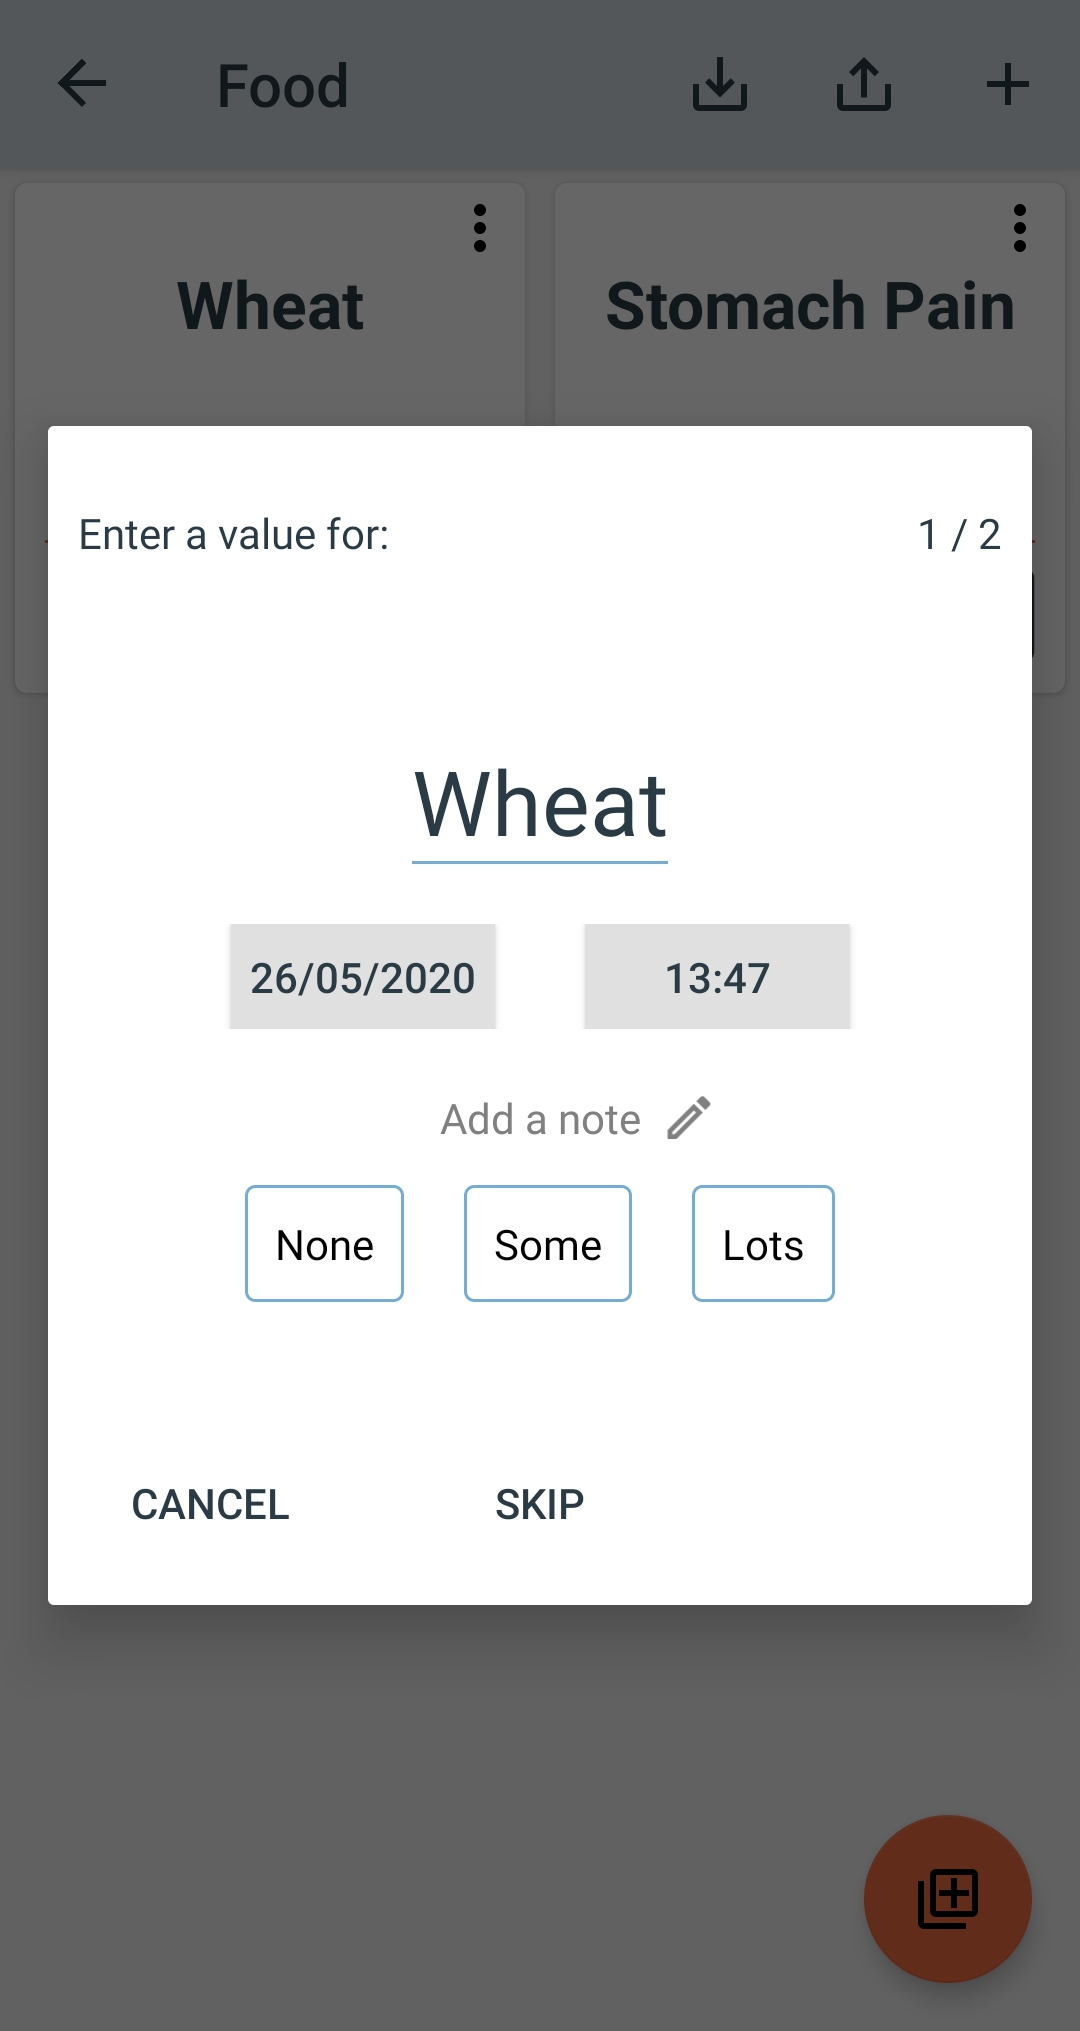 Food
Wheat
Stomach Pain
Enter a value for:
1 / 2
Wheat
26/05/2020
13:47
Add a note
None
Some
Lots
CANCEL
SKIP